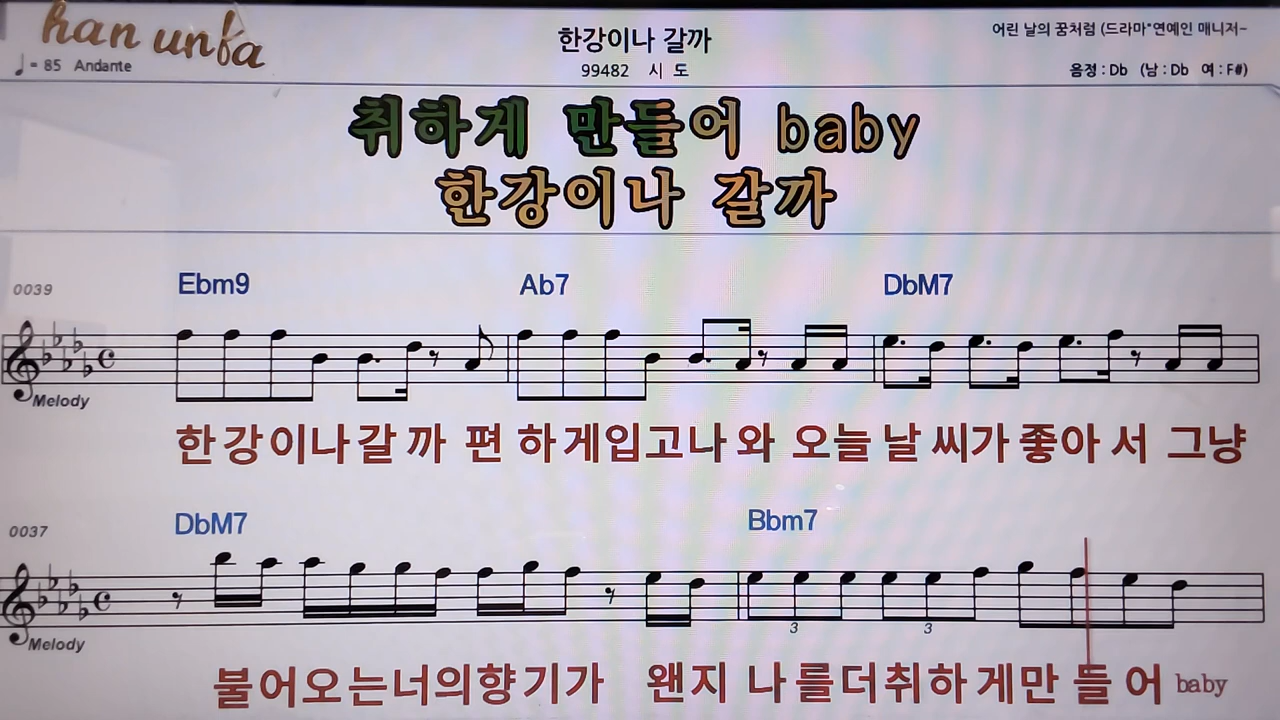 han unfa
♩= 85 Andante
한강이나 갈까
99482 시 도
어린 날의 꿈처럼 (드라마*연예인 매니저-
음정 : Db (남 : Db 여 : F#)
취하게 만들어 baby
한강이나 갈까
0039 Ebm9 Ab7 DbM7
Melody
한강이나갈까 편하게입고나와 오늘날씨가좋아서 그냥
0037 DbM7 Bbm7
3 3
Melody
불어오는너의향기가 왠지나를더취하게만들어 baby